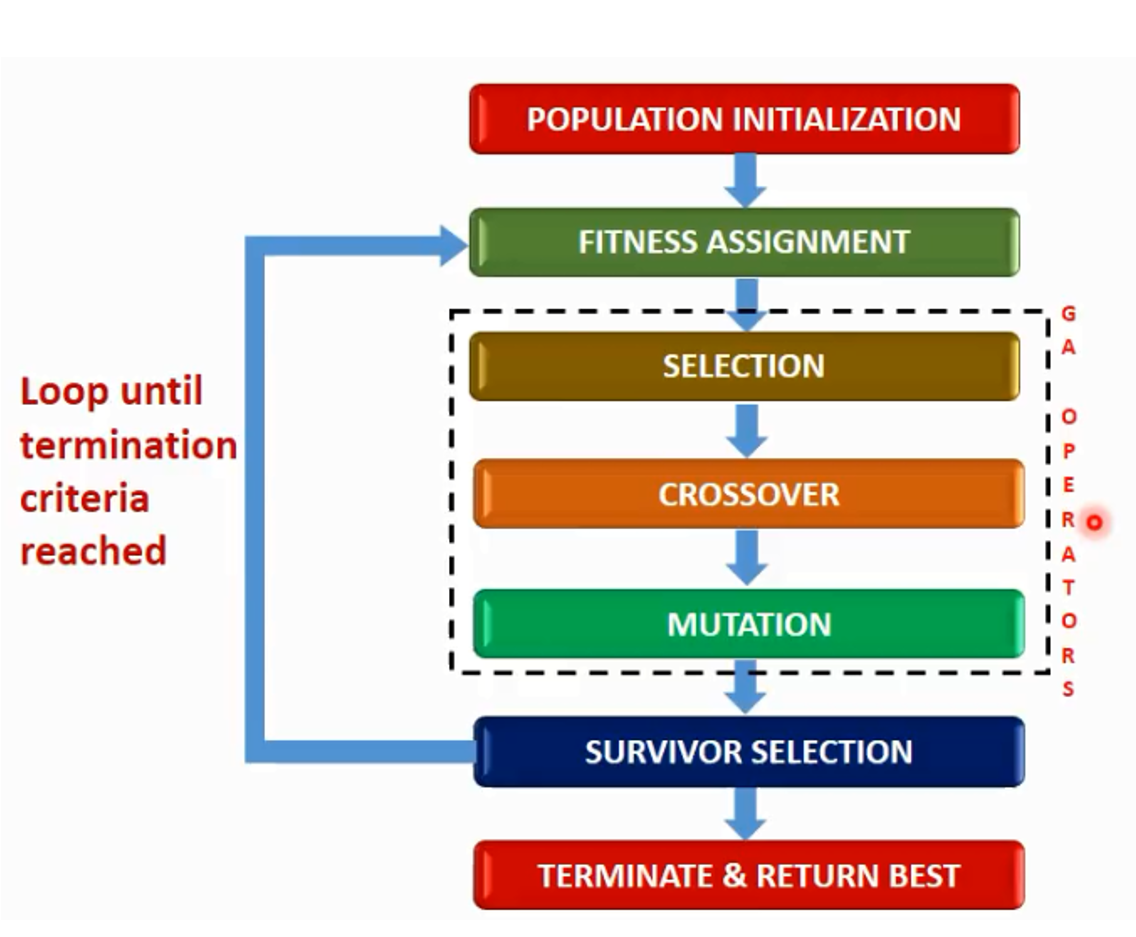 POPULATION INITIALIZATION
FITNESS ASSIGNMENT
SELECTION
CROSSOVER
MUTATION
SURVIVOR SELECTION
TERMINATE & RETURN BEST
Loop until
termination
criteria
reached
GA OPERATORS